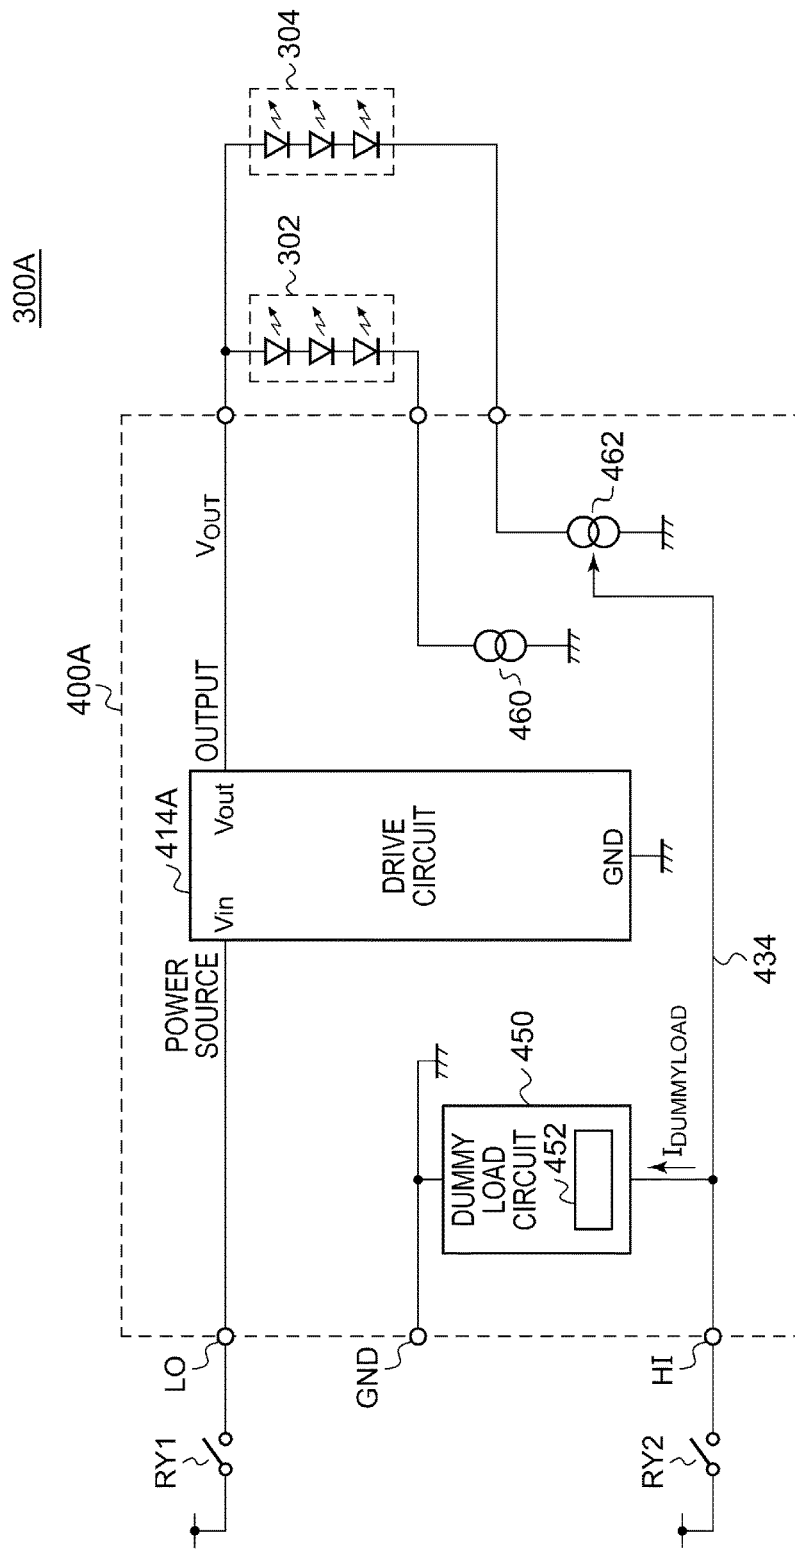 300A
400A
RY1
LO
POWER
SOURCE
414A
Vin
Vout
DRIVE
CIRCUIT
GND
OUTPUT
VOUT
302
304
GND
DUMMY
LOAD
CIRCUIT
452
450
460
462
RY2
HI
IDUMMYLOAD
434